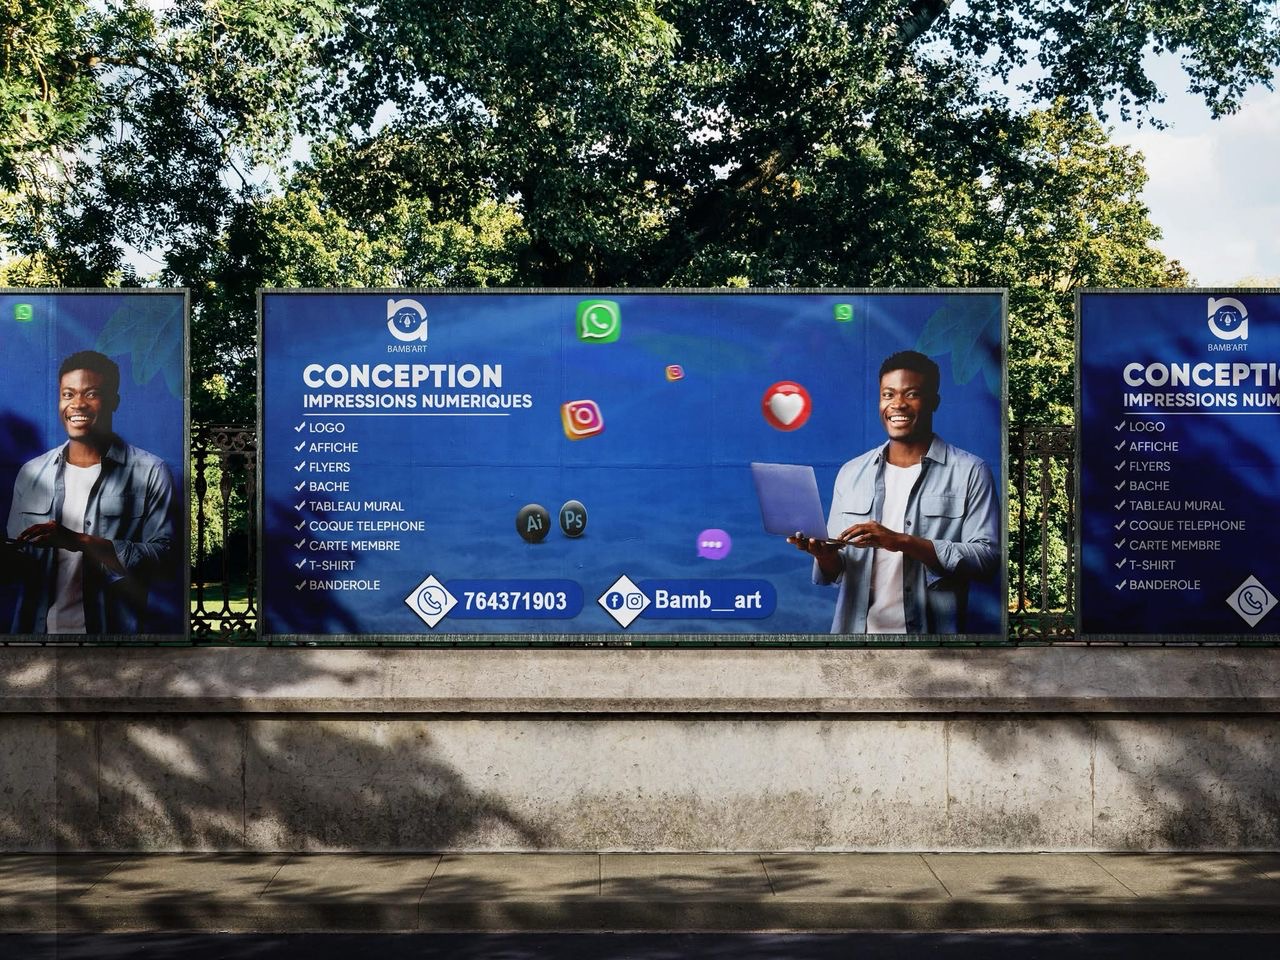 BAMB'ART
CONCEPTION
IMPRESSIONS NUMERIQUES
LOGO
AFFICHE
FLYERS
BACHE
TABLEAU MURAL
COQUE TELEPHONE
CARTE MEMBRE
T-SHIRT
BANDEROLE
Ai
Ps
764371903
Bamb__art
BAMB'ART
CONCEPTI
IMPRESSIONS NUM
LOGO
AFFICHE
FLYERS
BACHE
TABLEAU MURAL
COQUE TELEPHONE
CARTE MEMBRE
T-SHIRT
BANDEROLE